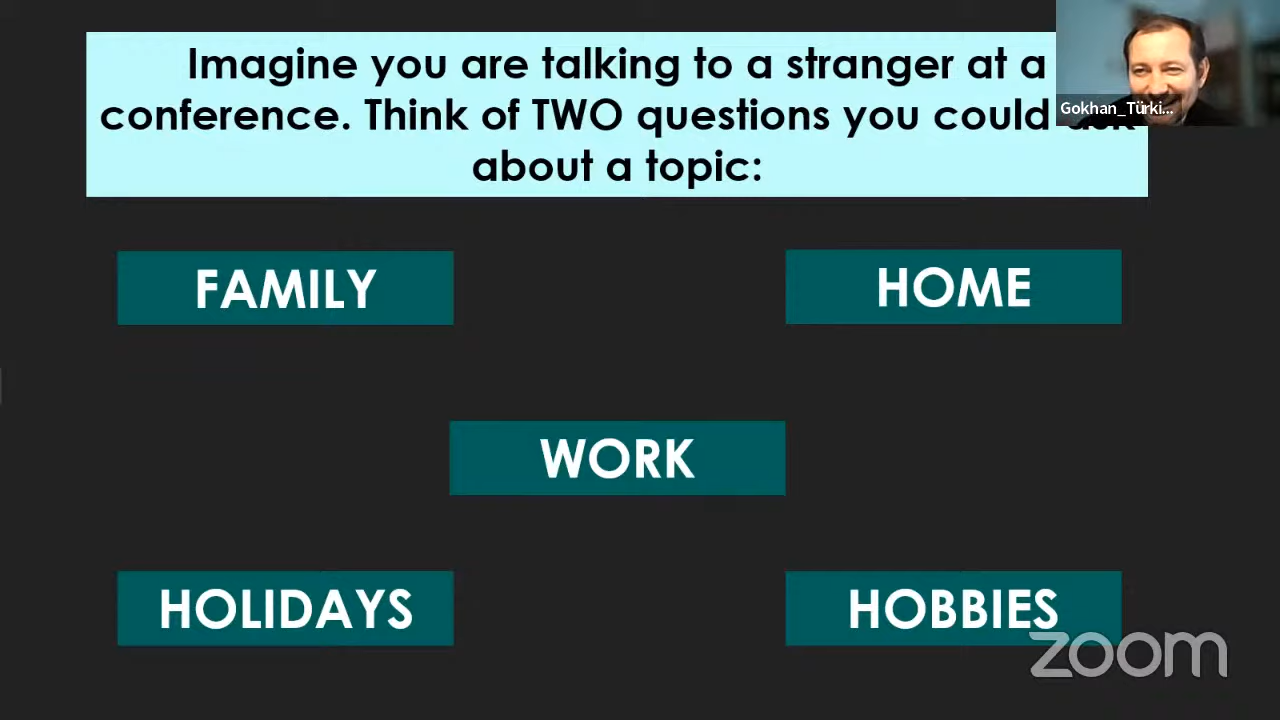 Imagine you are talking to a stranger at a
conference. Think of TWO questions you could ask
about a topic:
Gokhan_Türki...
FAMILY
HOME
WORK
HOLIDAYS
HOBBIES
zoom